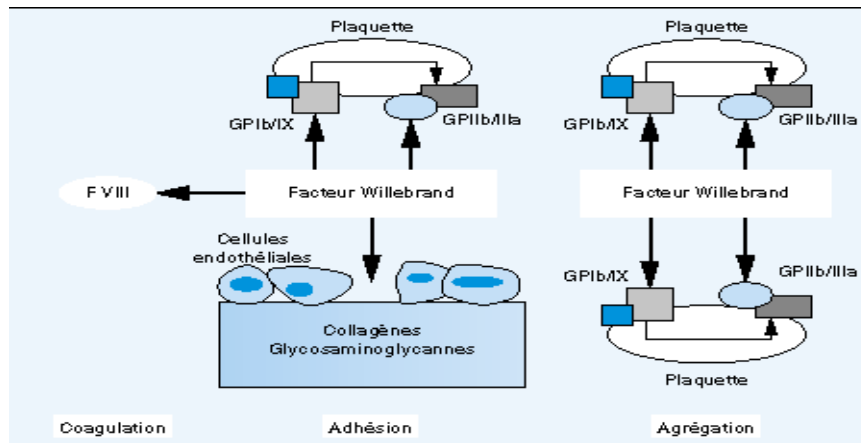 Plaquette
Plaquette
GPIb/IX
GPIIb/IIIa
GPIb/IX
GPIIb/IIIa
F VIII
Facteur Willebrand
Facteur Willebrand
Cellules
endothéliales
GPIb/IX
GPIIb/IIIa
Collagènes
Glycosaminoglycannes
Plaquette
Coagulation
Adhésion
Agrégation